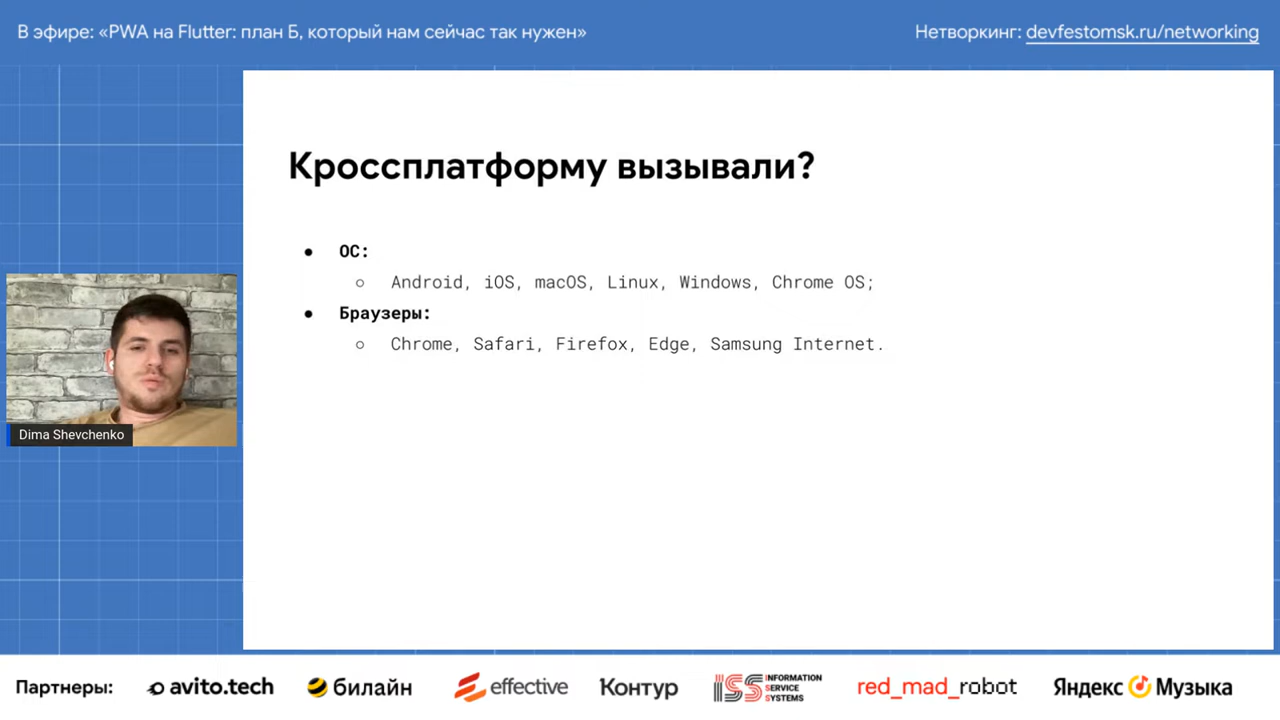 В эфире: «PWA на Flutter: план Б, который нам сейчас так нужен»
Нетворкинг: devfestomsk.ru/networking
Кроссплатформу вызывали?
● ОС:
○ Android, iOS, macOS, Linux, Windows, Chrome OS;
● Браузеры:
○ Chrome, Safari, Firefox, Edge, Samsung Internet.
Dima Shevchenko
Партнеры:
avito.tech
билайн
effective
Контур
ISS INFORMATION
SERVICE
SYSTEMS
red_mad_robot
Яндекс Музыка